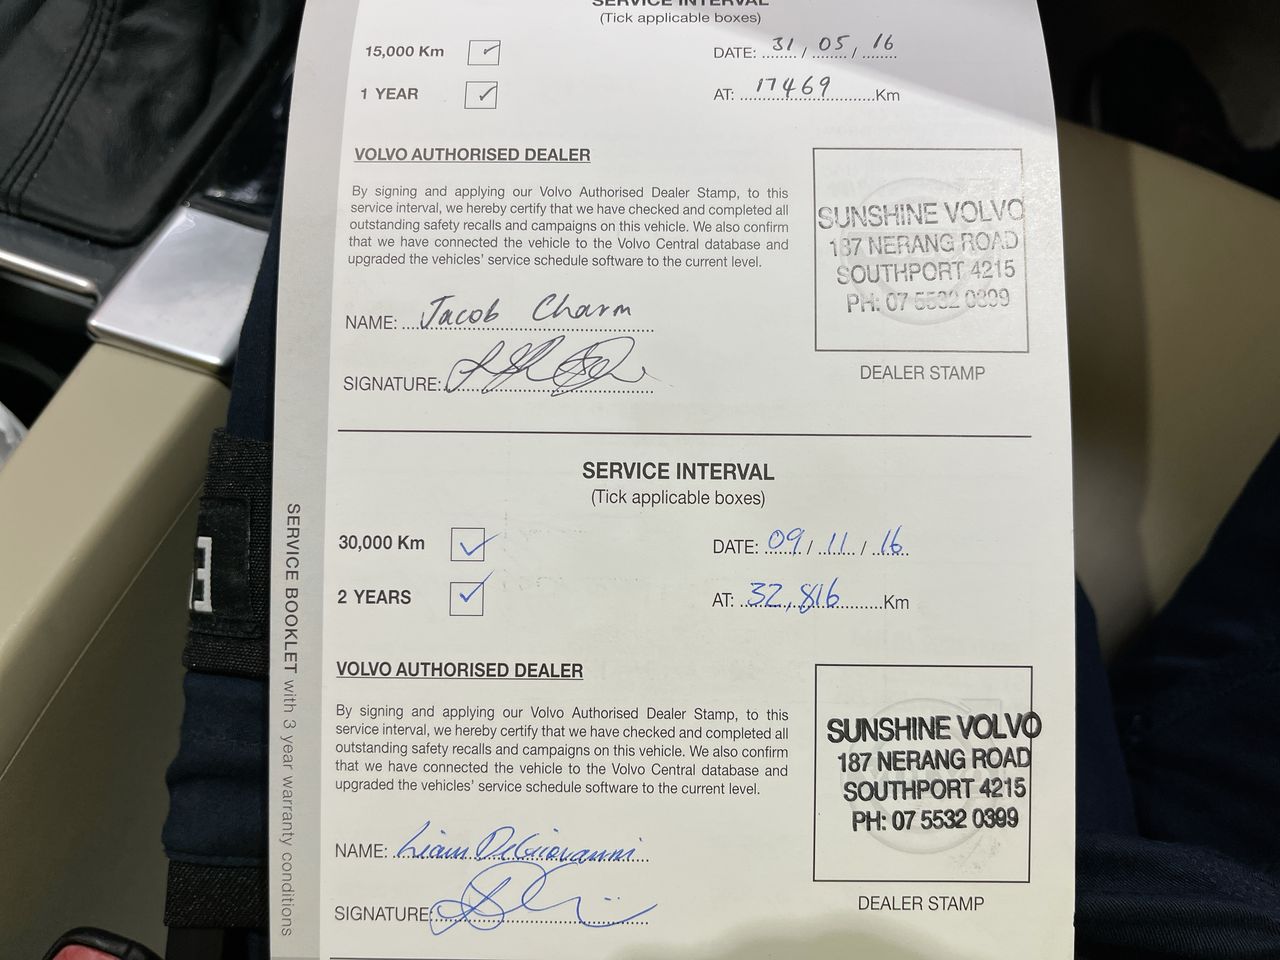 SERVICE INTERVAL
(Tick applicable boxes)
15,000 Km ✓ DATE: 31 / 05 / 16
1 YEAR ✓ AT: 17469 Km
VOLVO AUTHORISED DEALER
By signing and applying our Volvo Authorised Dealer Stamp, to this
service interval, we hereby certify that we have checked and completed all
outstanding safety recalls and campaigns on this vehicle. We also confirm
that we have connected the vehicle to the Volvo Central database and
upgraded the vehicles' service schedule software to the current level.
NAME: Jacob Charm
SIGNATURE:
SUNSHINE VOLVO
187 NERANG ROAD
SOUTHPORT 4215
PH: 07 5532 0399
DEALER STAMP
SERVICE INTERVAL
(Tick applicable boxes)
30,000 Km ✓ DATE: 09 / 11 / 16
2 YEARS ✓ AT: 32,816 Km
VOLVO AUTHORISED DEALER
By signing and applying our Volvo Authorised Dealer Stamp, to this
service interval, we hereby certify that we have checked and completed all
outstanding safety recalls and campaigns on this vehicle. We also confirm
that we have connected the vehicle to the Volvo Central database and
upgraded the vehicles' service schedule software to the current level.
NAME: Liam DeGiovanni
SIGNATURE:
SUNSHINE VOLVO
187 NERANG ROAD
SOUTHPORT 4215
PH: 07 5532 0399
DEALER STAMP
SERVICE BOOKLET with 3 year warranty conditions